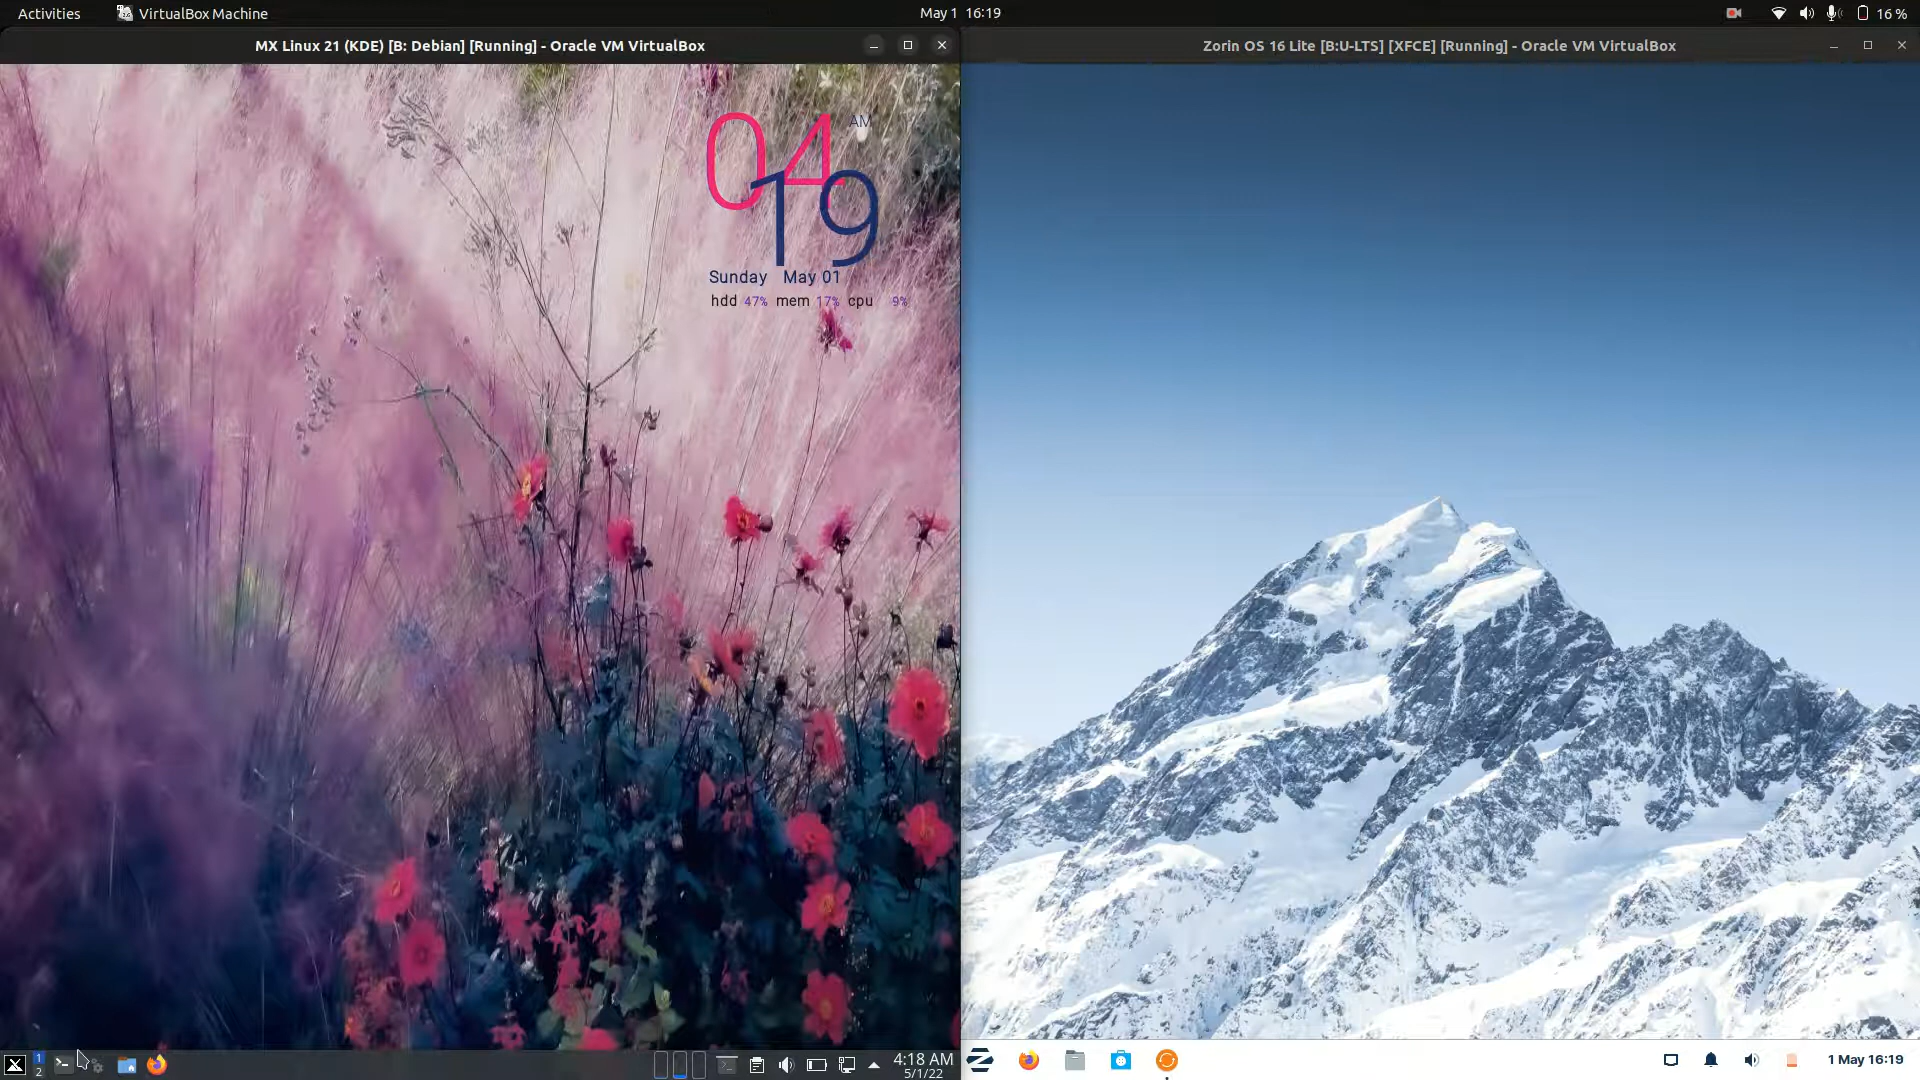 Activities VirtualBox Machine May 1 16:19 16 %
MX Linux 21 (KDE) [B: Debian] [Running] - Oracle VM VirtualBox
Zorin OS 16 Lite [B:U-LTS] [XFCE] [Running] - Oracle VM VirtualBox
04 AM
19
Sunday May 01
hdd 47% mem 17% cpu 9%
1
2
4:18 AM
5/1/22
1 May 16:19